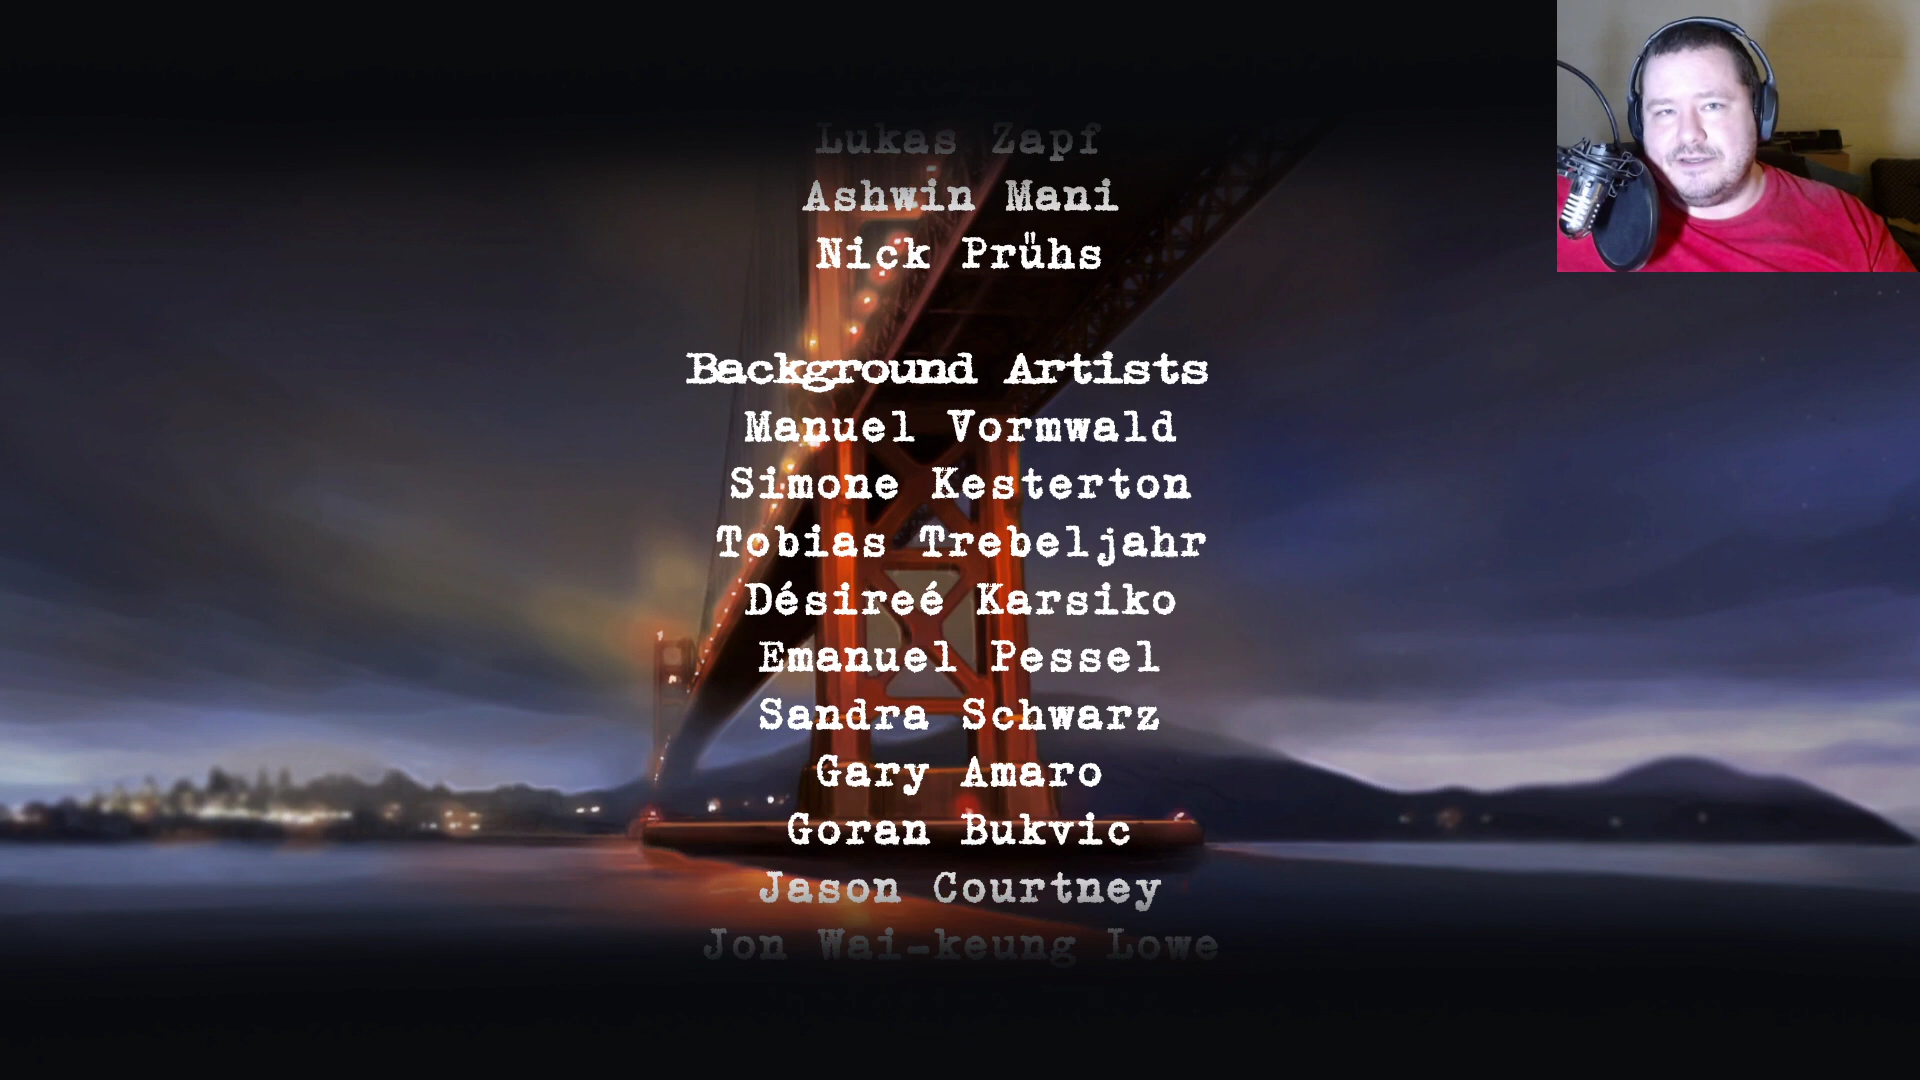 Lukas Zapf
Ashwin Mani
Nick Prühs
Background Artists
Manuel Vormwald
Simone Kesterton
Tobias Trebeljahr
Désireé Karsiko
Emanuel Pessel
Sandra Schwarz
Gary Amaro
Goran Bukvic
Jason Courtney
Jon Wai-keung Lowe